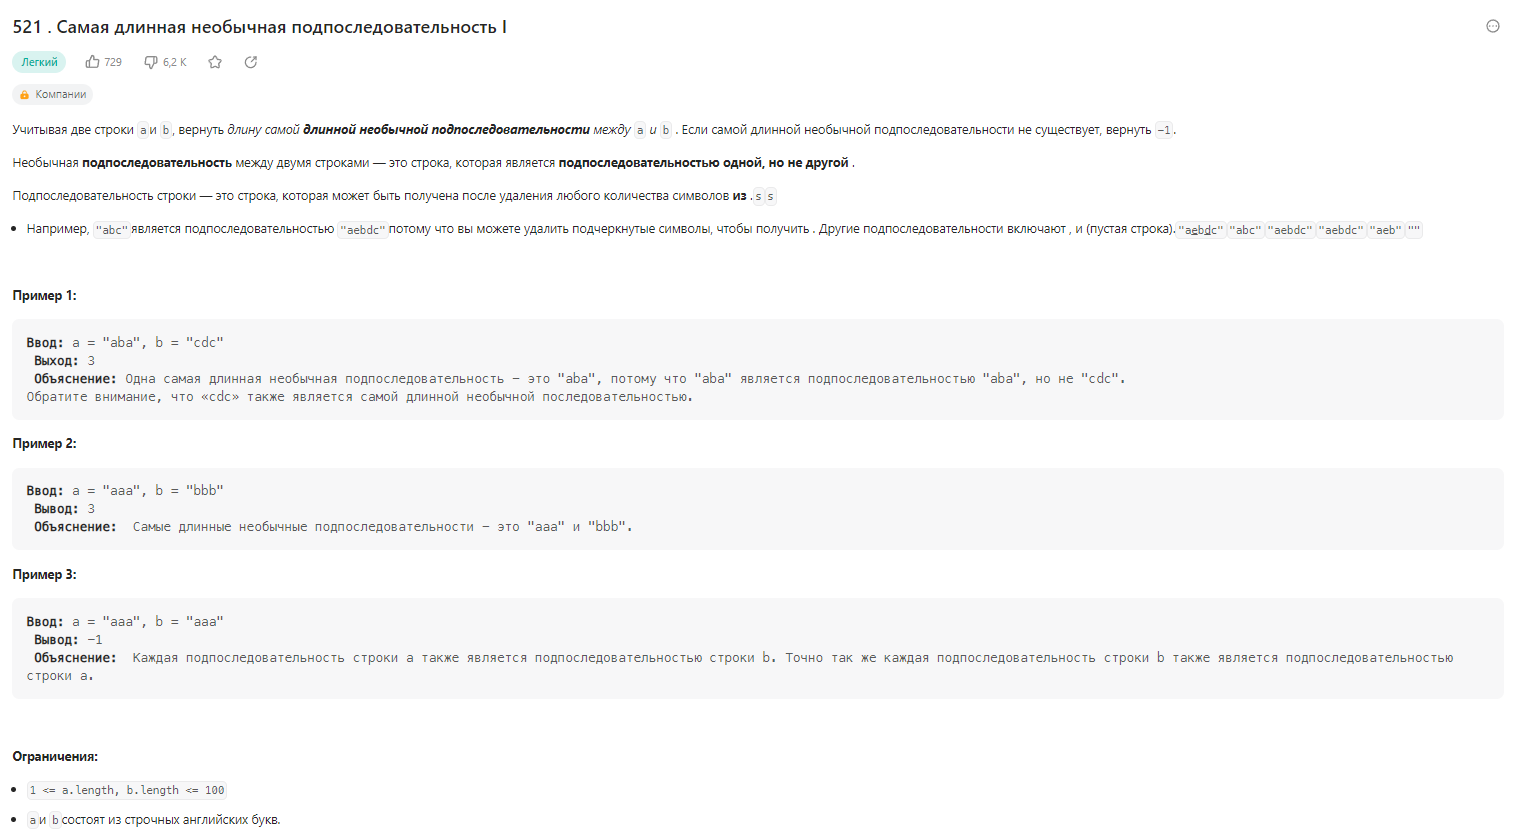 521 . Самая длинная необычная подпоследовательность I
Легкий 729 6,2 К
Компании
Учитывая две строки a и b, вернуть длину самой длинной необычной подпоследовательности между a и b . Если самой длинной необычной подпоследовательности не существует, вернуть -1.
Необычная подпоследовательность между двумя строками — это строка, которая является подпоследовательностью одной, но не другой .
Подпоследовательность строки — это строка, которая может быть получена после удаления любого количества символов из .s s
Например, "abc" является подпоследовательностью "aebdc" потому что вы можете удалить подчеркнутые символы, чтобы получить . Другие подпоследовательности включают , и (пустая строка). "aebdc" "abc" "aebdc" "aebdc" "aeb" ""
Пример 1:
Ввод: a = "aba", b = "cdc"
Выход: 3
Объяснение: Одна самая длинная необычная подпоследовательность — это "aba", потому что "aba" является подпоследовательностью "aba", но не "cdc".
Обратите внимание, что «cdc» также является самой длинной необычной последовательностью.
Пример 2:
Ввод: a = "aaa", b = "bbb"
Вывод: 3
Объяснение: Самые длинные необычные подпоследовательности — это "aaa" и "bbb".
Пример 3:
Ввод: a = "aaa", b = "aaa"
Вывод: -1
Объяснение: Каждая подпоследовательность строки a также является подпоследовательностью строки b. Точно так же каждая подпоследовательность строки b также является подпоследовательностью
строки a.
Ограничения:
1 <= a.length, b.length <= 100
a и b состоят из строчных английских букв.